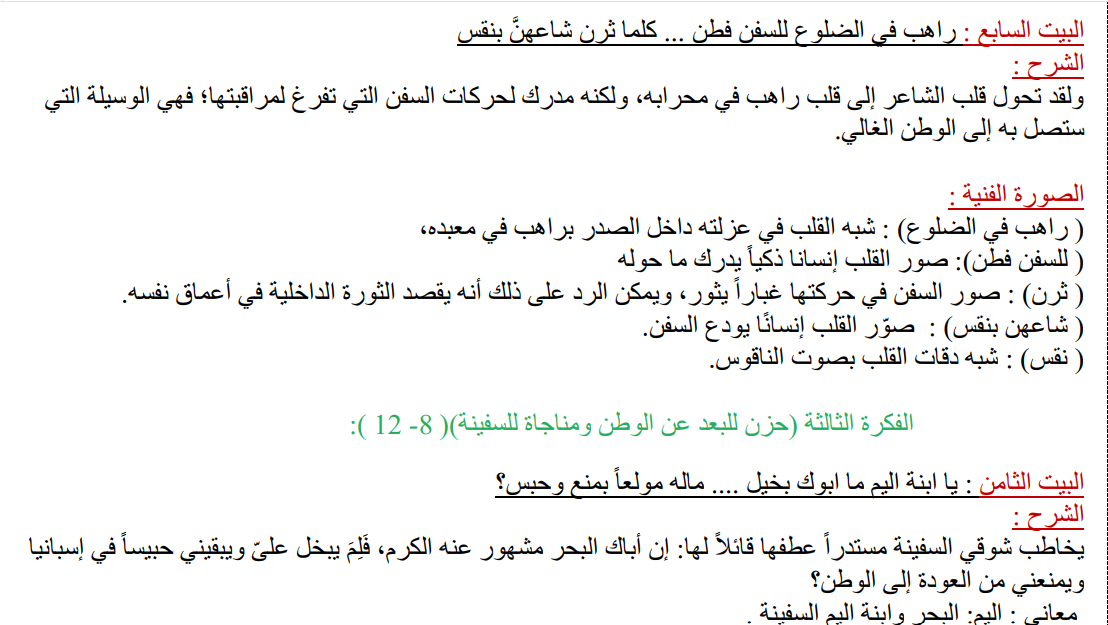 البيت السابع : راهب في الضلوع للسفن فطن ... كلما ثرن شاعهنَّ بنقس
الشرح :
ولقد تحول قلب الشاعر إلى قلب راهب في محرابه، ولكنه مدرك لحركات السفن التي تفرغ لمراقبتها؛ فهي الوسيلة التي
ستصل به إلى الوطن الغالي.
الصورة الفنية :
( راهب في الضلوع) : شبه القلب في عزلته داخل الصدر براهب في معبده،
( للسفن فطن): صور القلب إنسانا ذكياً يدرك ما حوله
( ثرن) : صور السفن في حركتها غباراً يثور، ويمكن الرد على ذلك أنه يقصد الثورة الداخلية في أعماق نفسه.
( شاعهن بنقس) : صوّر القلب إنسانًا يودع السفن.
( نقس) : شبه دقات القلب بصوت الناقوس.
الفكرة الثالثة (حزن للبعد عن الوطن ومناجاة للسفينة)( 8- 12 ):
البيت الثامن : يا ابنة اليم ما ابوك بخيل .... ماله مولعاً بمنع وحبس؟
الشرح :
يخاطب شوقي السفينة مستدراً عطفها قائلاً لها: إن أباك البحر مشهور عنه الكرم، فَلِمَ يبخل علىّ ويبقيني حبيساً في إسبانيا
ويمنعني من العودة إلى الوطن؟
معاني : اليم: البحر وابنة اليم السفينة .